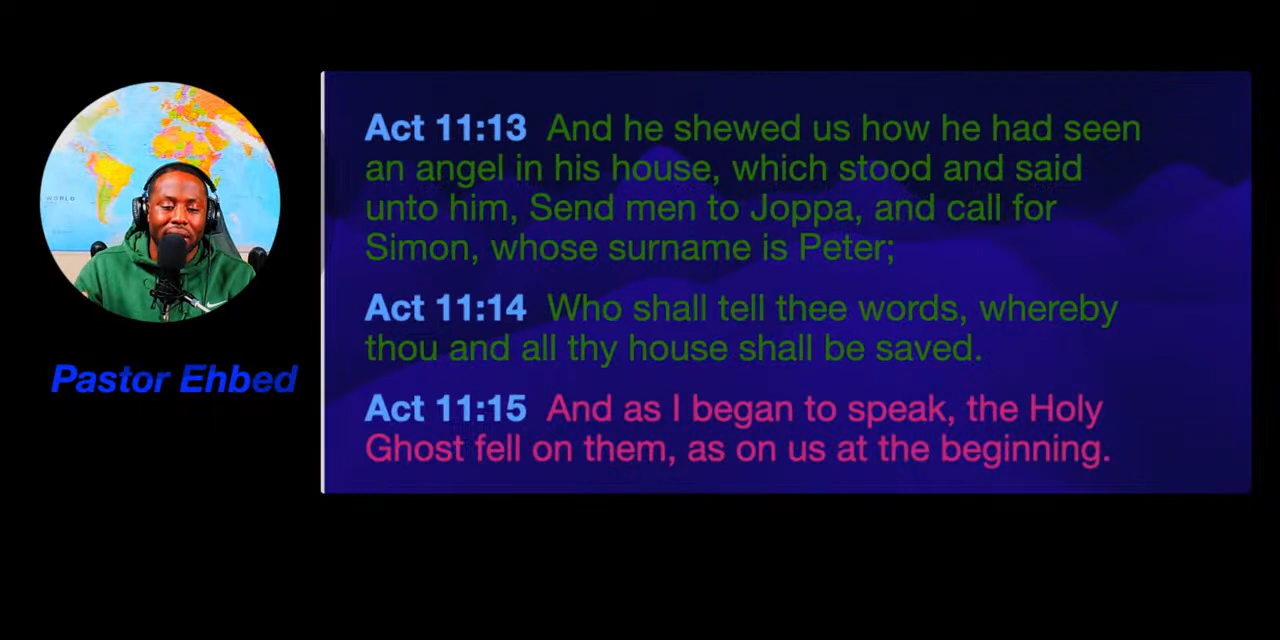 WORLD
Pastor Ehbed
Act 11:13 And he shewed us how he had seen
an angel in his house, which stood and said
unto him, Send men to Joppa, and call for
Simon, whose surname is Peter;
Act 11:14 Who shall tell thee words, whereby
thou and all thy house shall be saved.
Act 11:15 And as I began to speak, the Holy
Ghost fell on them, as on us at the beginning.